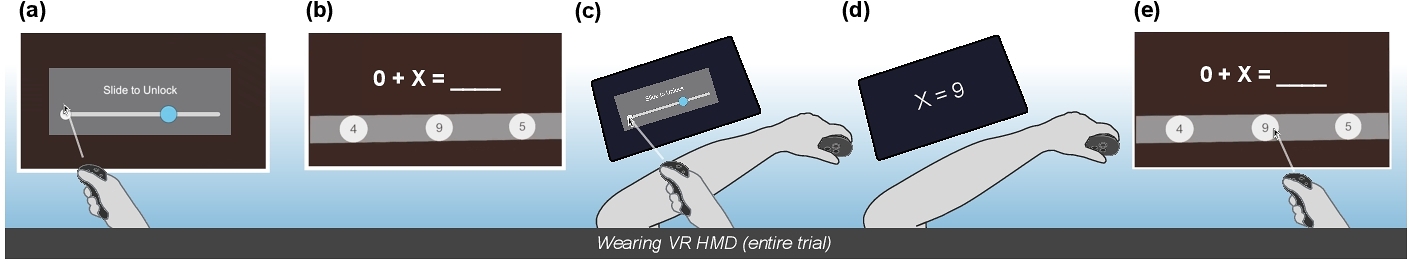 (a)
Slide to Unlock
(b)
0 + X = ____
4 9 5
(c)
Slide to Unlock
(d)
X = 9
(e)
0 + X = ____
4 9 5
Wearing VR HMD (entire trial)